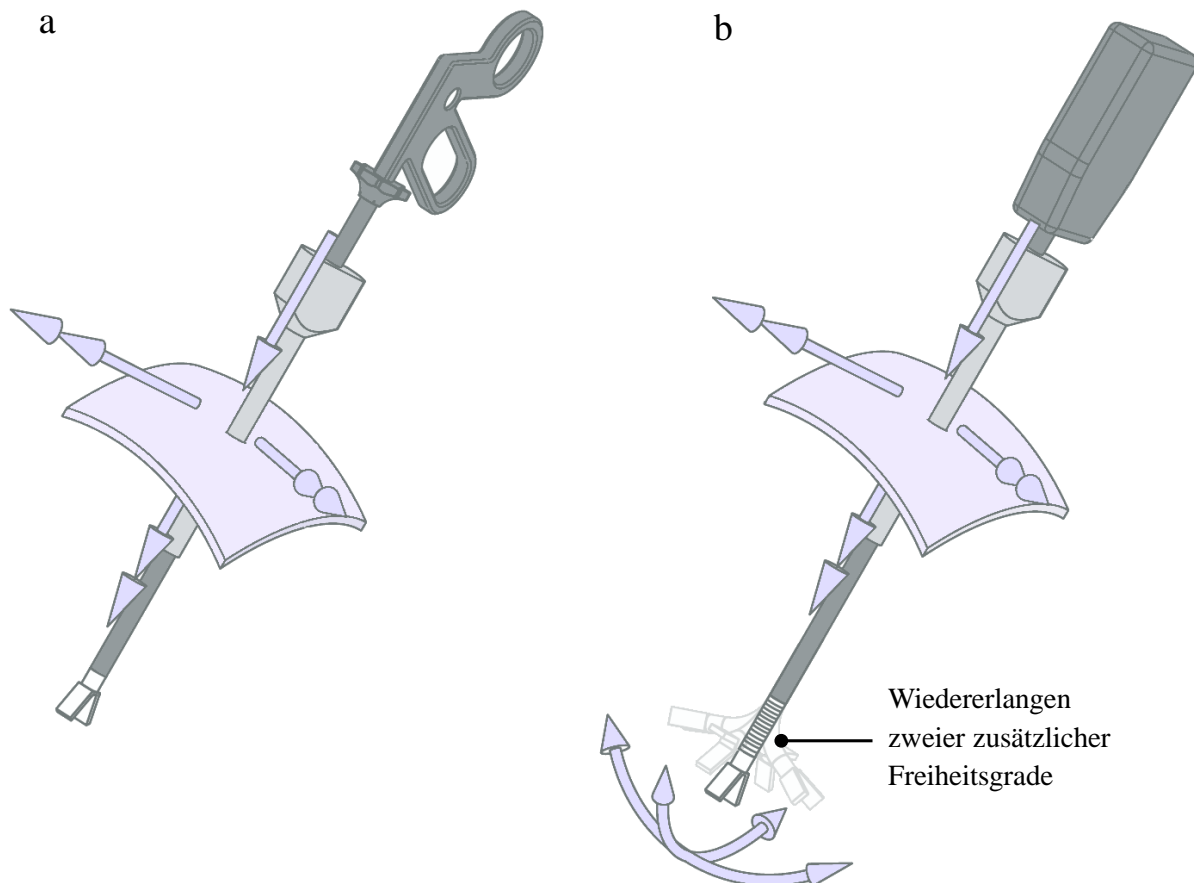 a
b
Wiedererlangen
zweier zusätzlicher
Freiheitsgrade